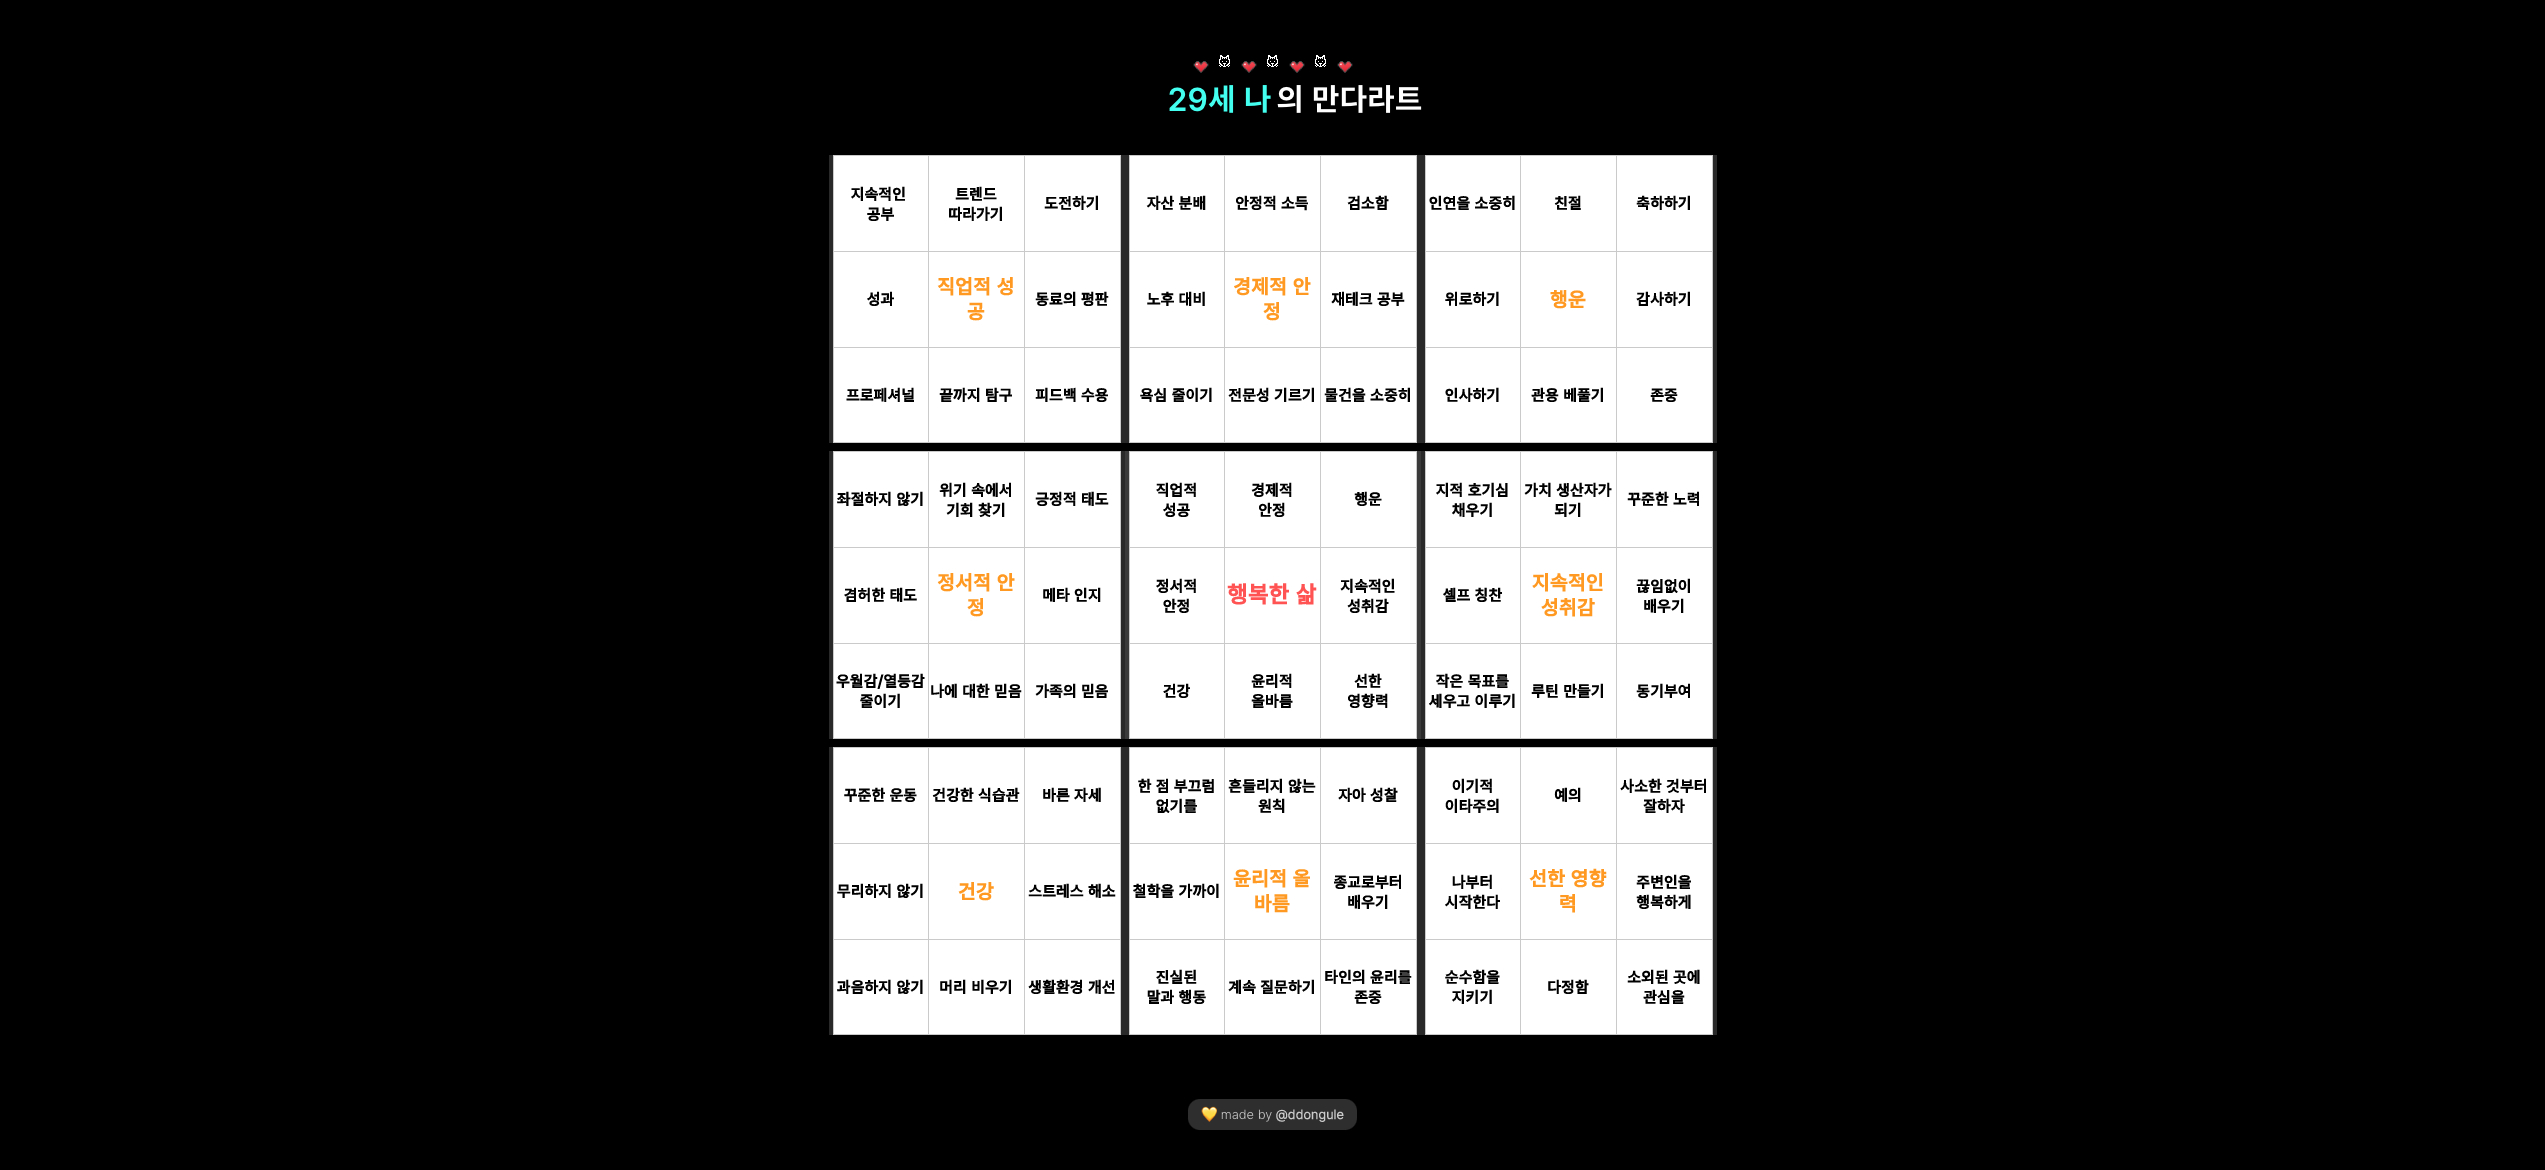 29세 나의 만다라트
지속적인
공부
트렌드
따라가기
도전하기
성과
직업적 성
공
동료의 평판
프로페셔널
끝까지 탐구
피드백 수용
자산 분배
안정적 소득
검소함
노후 대비
경제적 안
정
재테크 공부
욕심 줄이기
전문성 기르기
물건을 소중히
인연을 소중히
친절
축하하기
위로하기
행운
감사하기
인사하기
관용 베풀기
존중
좌절하지 않기
위기 속에서
기회 찾기
긍정적 태도
겸허한 태도
정서적 안
정
메타 인지
우월감/열등감
줄이기
나에 대한 믿음
가족의 믿음
직업적
성공
경제적
안정
행운
정서적
안정
행복한 삶
지속적인
성취감
건강
윤리적
올바름
선한
영향력
지적 호기심
채우기
가치 생산자가
되기
꾸준한 노력
셀프 칭찬
지속적인
성취감
끊임없이
배우기
작은 목표를
세우고 이루기
루틴 만들기
동기부여
꾸준한 운동
건강한 식습관
바른 자세
무리하지 않기
건강
스트레스 해소
과음하지 않기
머리 비우기
생활환경 개선
한 점 부끄럼
없기를
흔들리지 않는
원칙
자아 성찰
철학을 가까이
윤리적 올
바름
종교로부터
배우기
진실된
말과 행동
계속 질문하기
타인의 윤리를
존중
이기적
이타주의
예의
사소한 것부터
잘하자
나부터
시작한다
선한 영향
력
주변인을
행복하게
순수함을
지키기
다정함
소외된 곳에
관심을
made by @ddongule